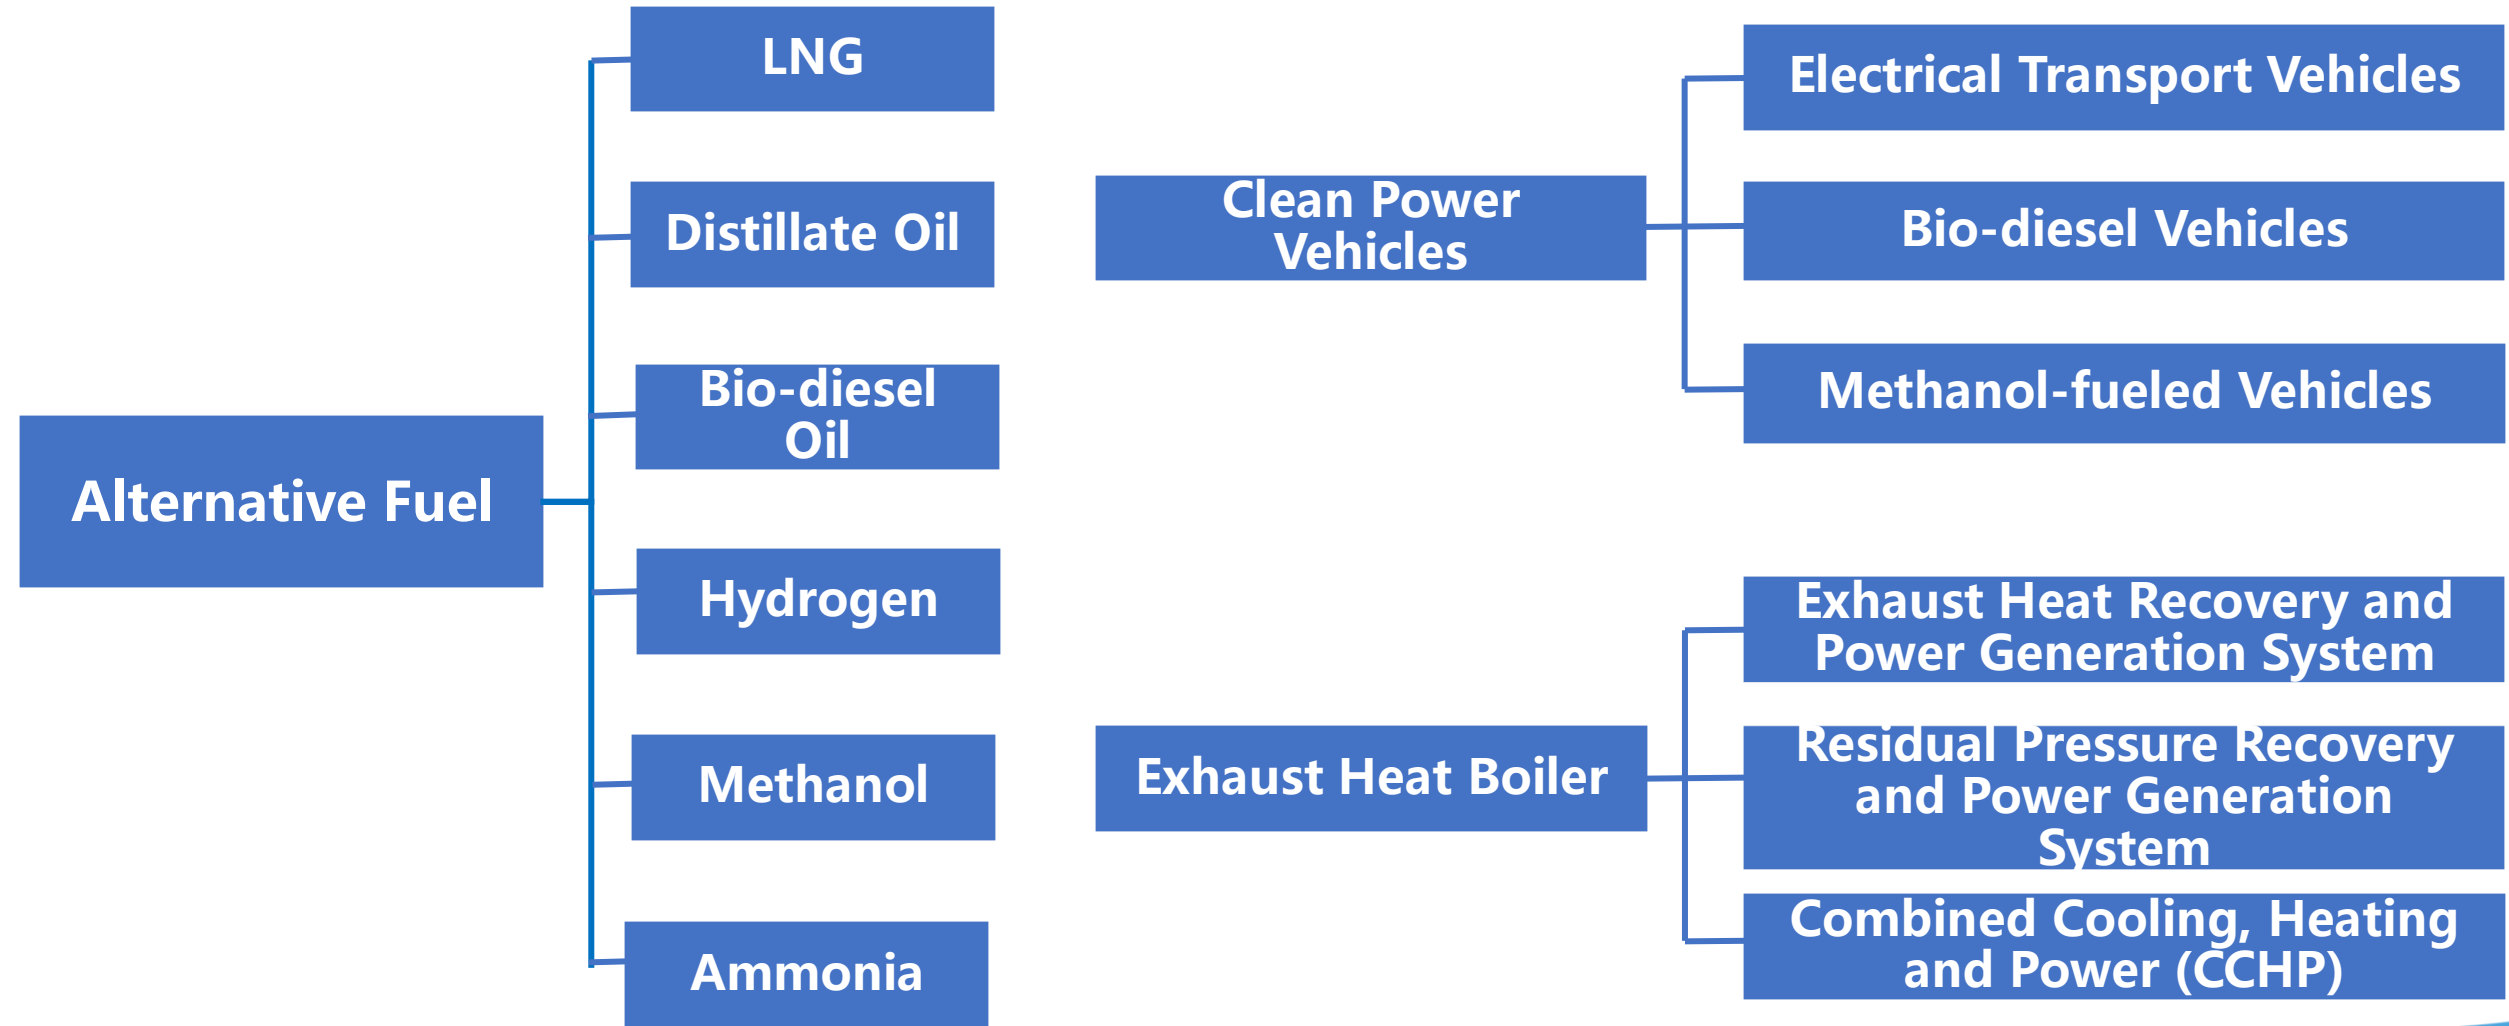 Alternative Fuel
LNG
Distillate Oil
Bio-diesel
Oil
Hydrogen
Methanol
Ammonia
Clean Power
Vehicles
Electrical Transport Vehicles
Bio-diesel Vehicles
Methanol-fueled Vehicles
Exhaust Heat Boiler
Exhaust Heat Recovery and
Power Generation System
Residual Pressure Recovery
and Power Generation
System
Combined Cooling, Heating
and Power (CCHP)